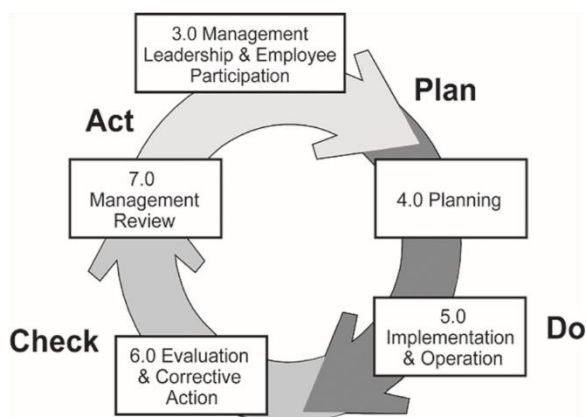 3.0 Management
Leadership & Employee
Participation
Plan
Act
7.0
Management
Review
4.0 Planning
5.0
Implementation
& Operation
Do
Check
6.0 Evaluation
& Corrective
Action